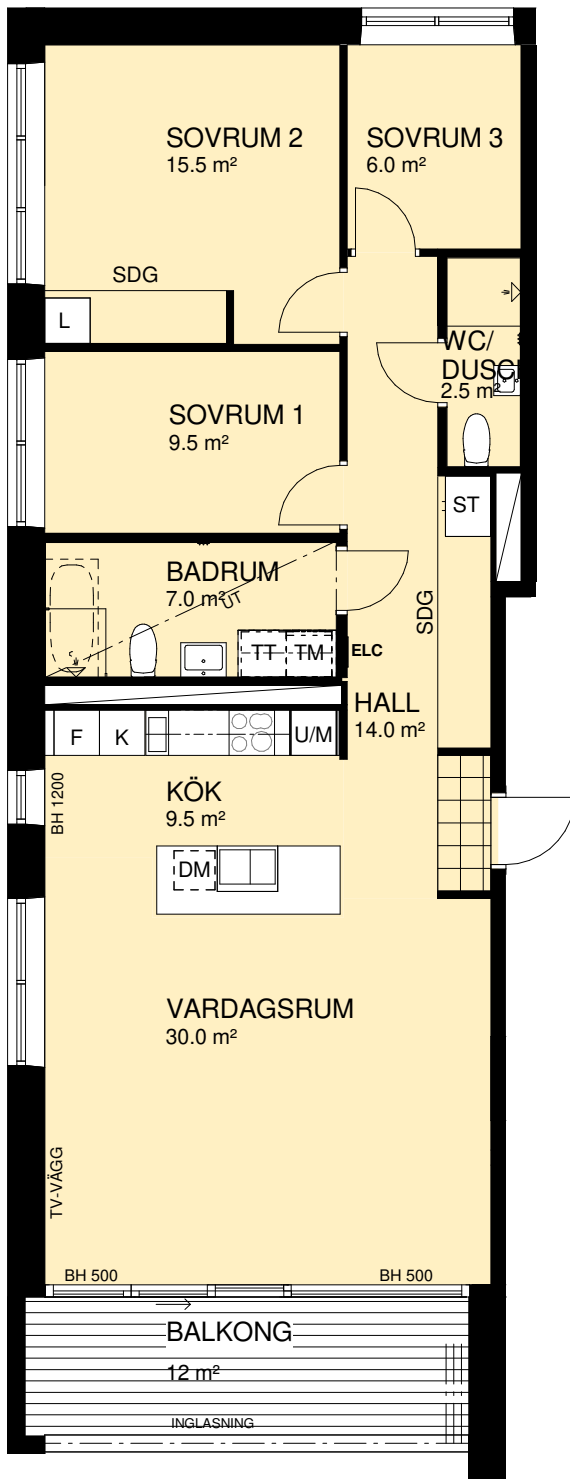 SOVRUM 2
15.5 m²
SOVRUM 3
6.0 m²
SDG
L
WC/
DUSCH
2.5 m²
SOVRUM 1
9.5 m²
ST
BADRUM
7.0 m²
UT
TT
TM
ELC
SDG
HALL
14.0 m²
F
K
U/M
KÖK
9.5 m²
BH 1200
DM
VARDAGSRUM
30.0 m²
TV-VÄGG
BH 500
BH 500
BALKONG
12 m²
INGLASNING